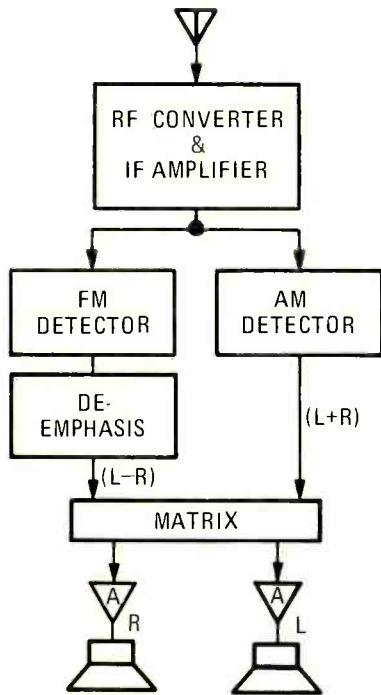 RF CONVERTER
&
IF AMPLIFIER
FM
DETECTOR
AM
DETECTOR
DE-
EMPHASIS
(L–R)
(L+R)
MATRIX
A
A
R
L